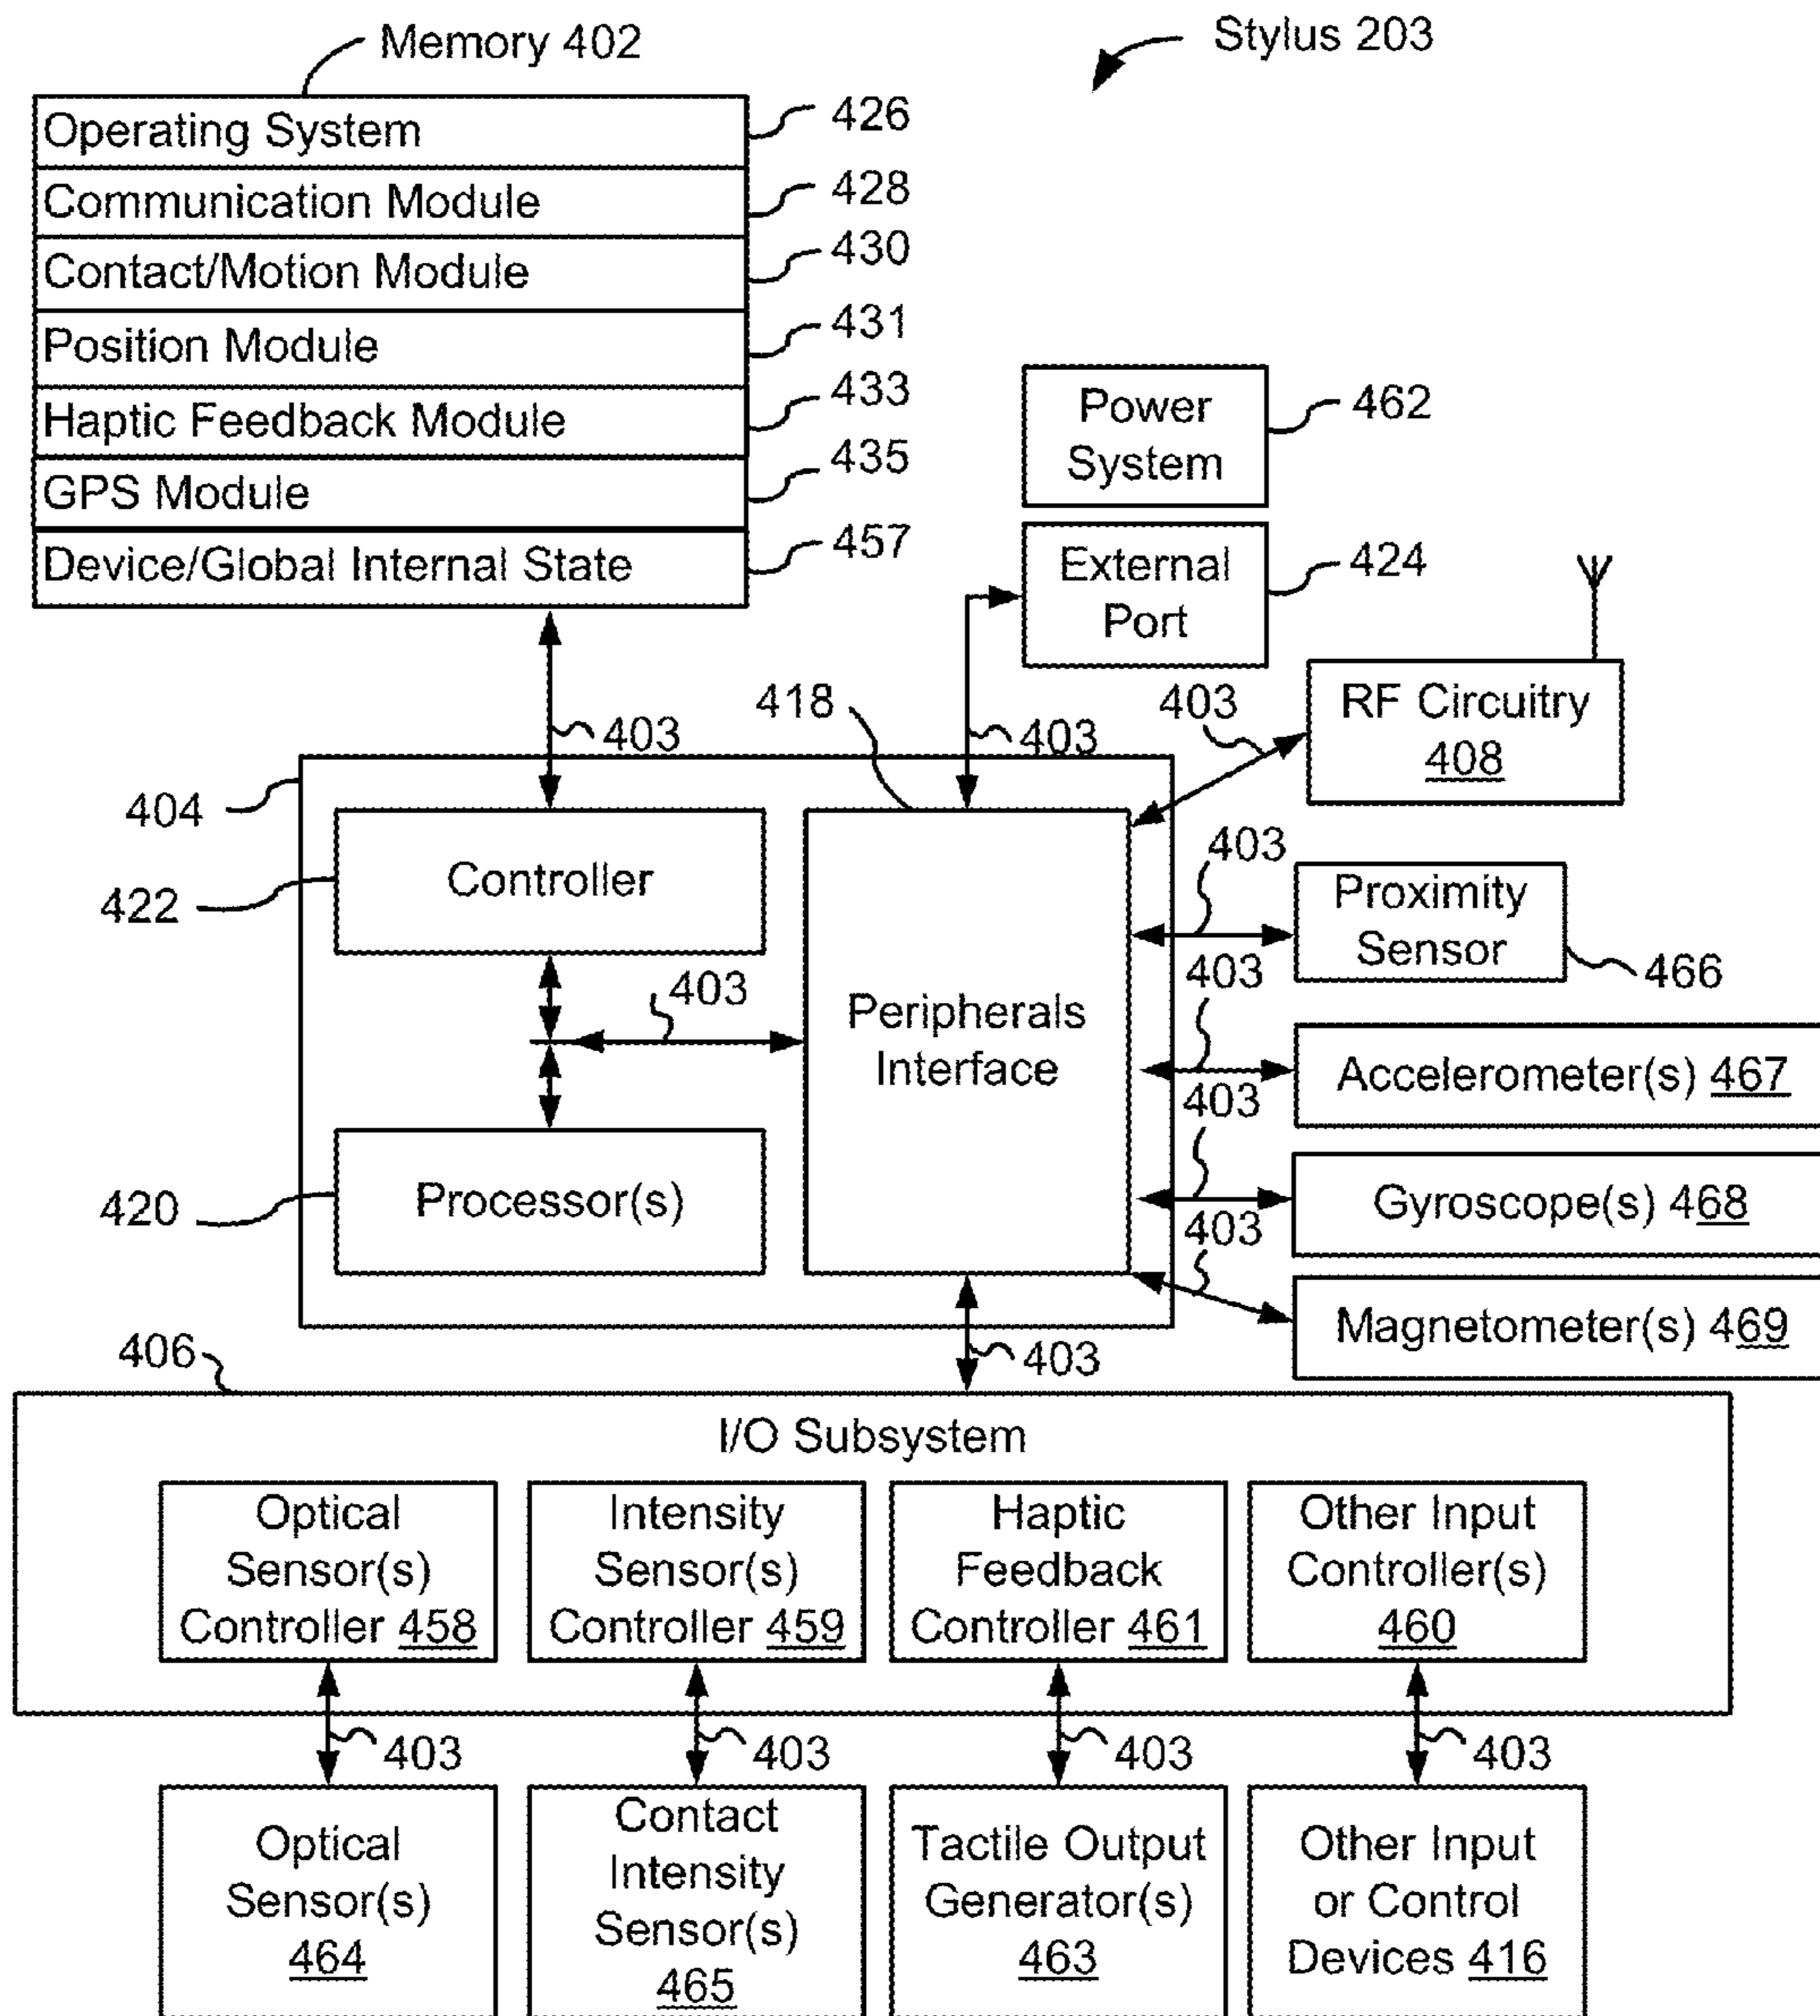 Memory 402
Stylus 203
Operating System
426
Communication Module
428
Contact/Motion Module
430
Position Module
431
Haptic Feedback Module
433
GPS Module
435
Device/Global Internal State
457
Power
System
462
External
Port
424
RF Circuitry
408
403
418
403
403
404
Controller
422
403
Proximity
Sensor
466
403
403
Peripherals
Interface
Accelerometer(s) 467
403
Processor(s)
420
Gyroscope(s) 468
403
Magnetometer(s) 469
403
406
I/O Subsystem
Optical
Sensor(s)
Controller 458
Intensity
Sensor(s)
Controller 459
Haptic
Feedback
Controller 461
Other Input
Controller(s)
460
403
403
403
403
Optical
Sensor(s)
464
Contact
Intensity
Sensor(s)
465
Tactile Output
Generator(s)
463
Other Input
or Control
Devices 416